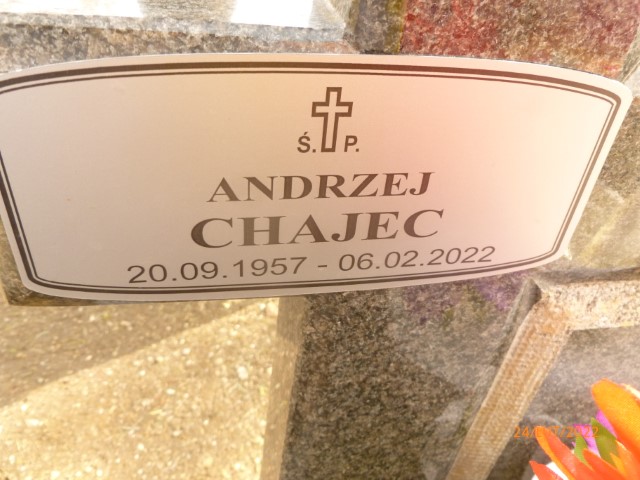 Ś. P.
ANDRZEJ
CHAJEC
20.09.1957 - 06.02.2022